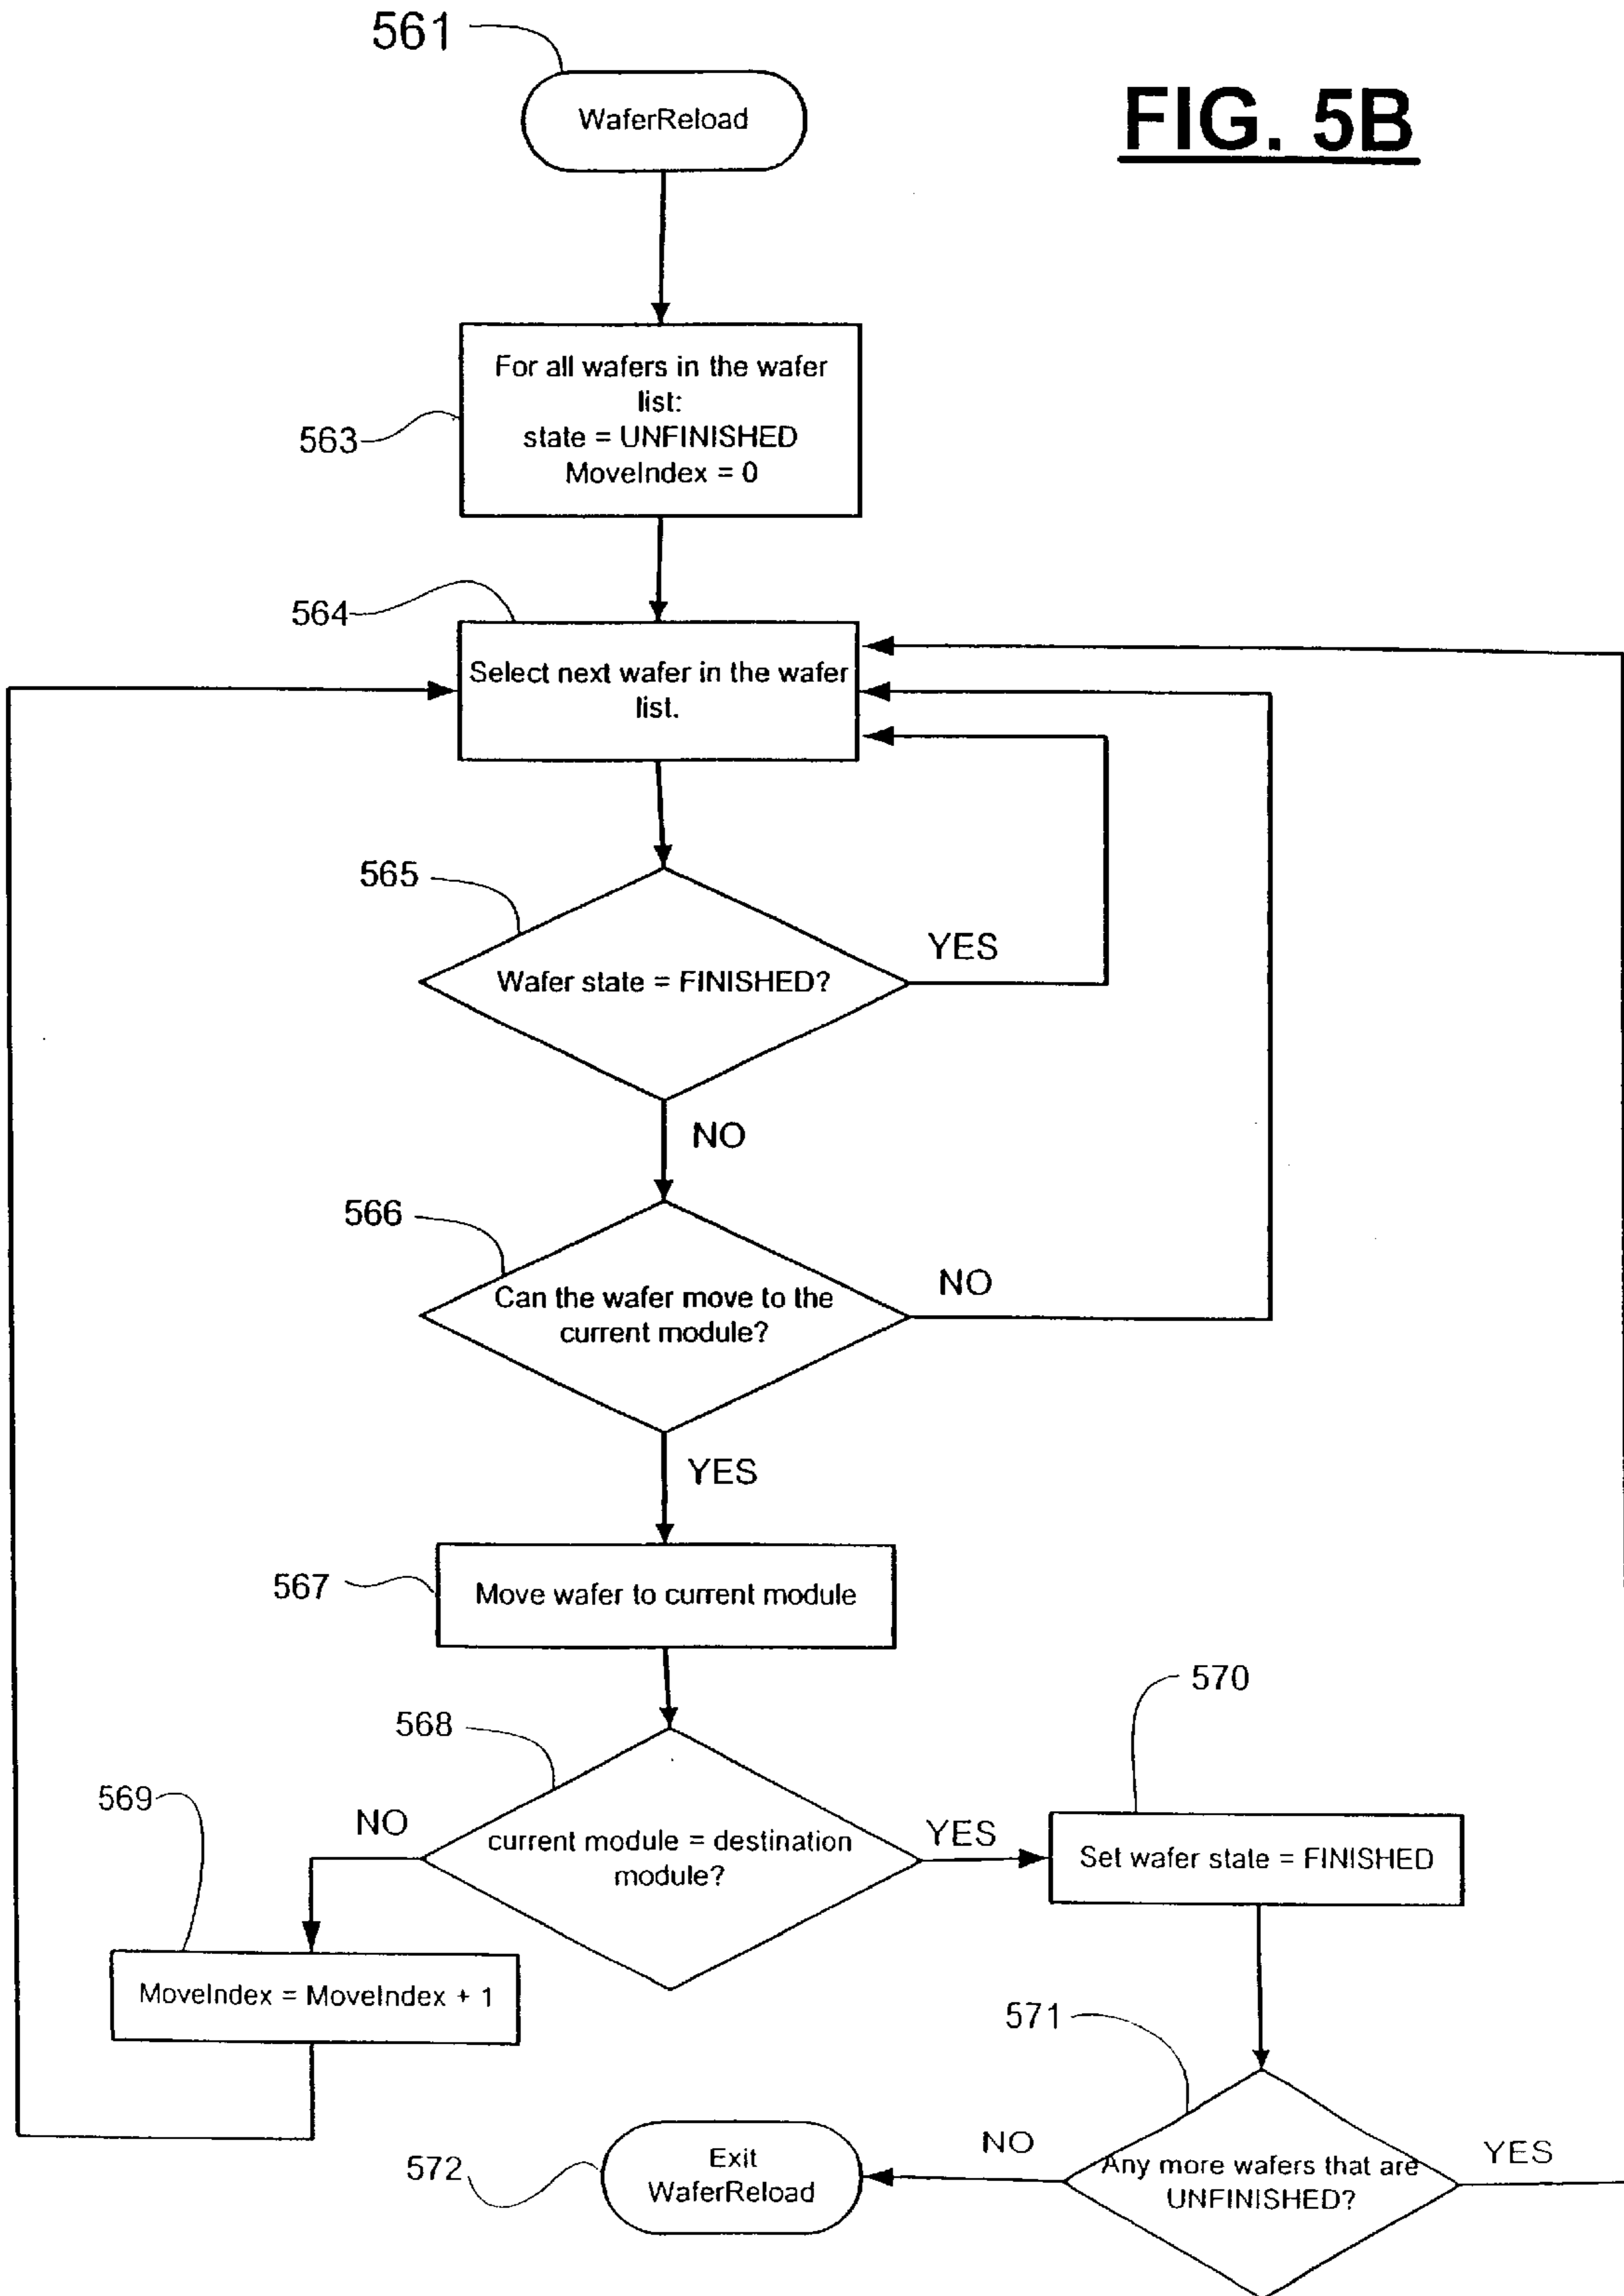 561
FIG. 5B
WaferReload
For all wafers in the wafer
list:
state = UNFINISHED
MoveIndex = 0
563
564
Select next wafer in the wafer
list.
565
Wafer state = FINISHED?
YES
NO
566
Can the wafer move to the
current module?
NO
YES
567
Move wafer to current module
568
570
569
NO
current module = destination
module?
YES
Set wafer state = FINISHED
MoveIndex = MoveIndex + 1
571
572
Exit
WaferReload
NO
Any more wafers that are
UNFINISHED?
YES